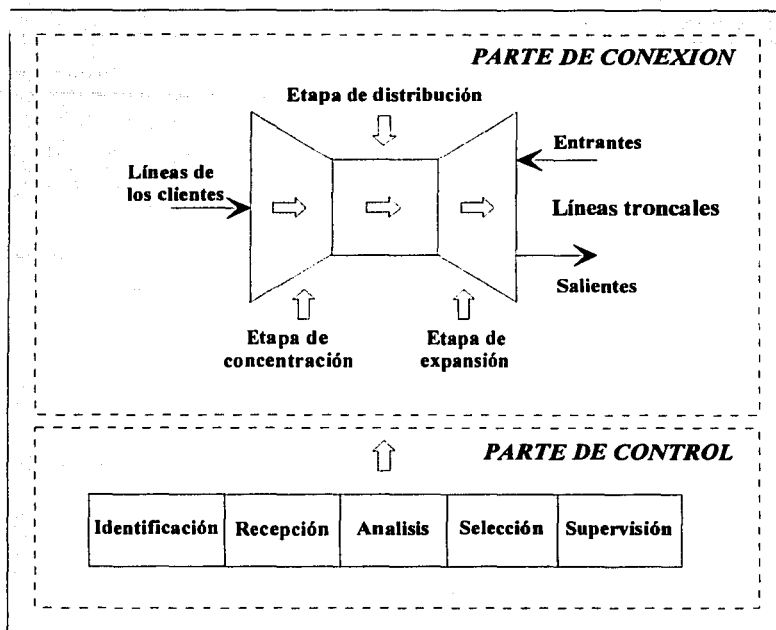 PARTE DE CONEXION
Etapa de distribución
Entrantes
Líneas de
los clientes
Líneas troncales
Salientes
Etapa de
concentración
Etapa de
expansión
PARTE DE CONTROL
Identificación
Recepción
Analisis
Selección
Supervisión